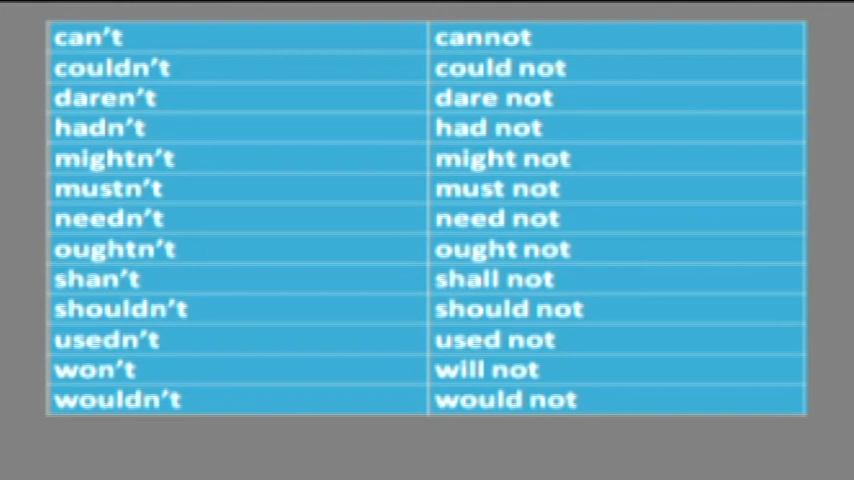 can't cannot
couldn't could not
daren't dare not
hadn't had not
mightn't might not
mustn't must not
needn't need not
oughtn't ought not
shan't shall not
shouldn't should not
usedn't used not
won't will not
wouldn't would not